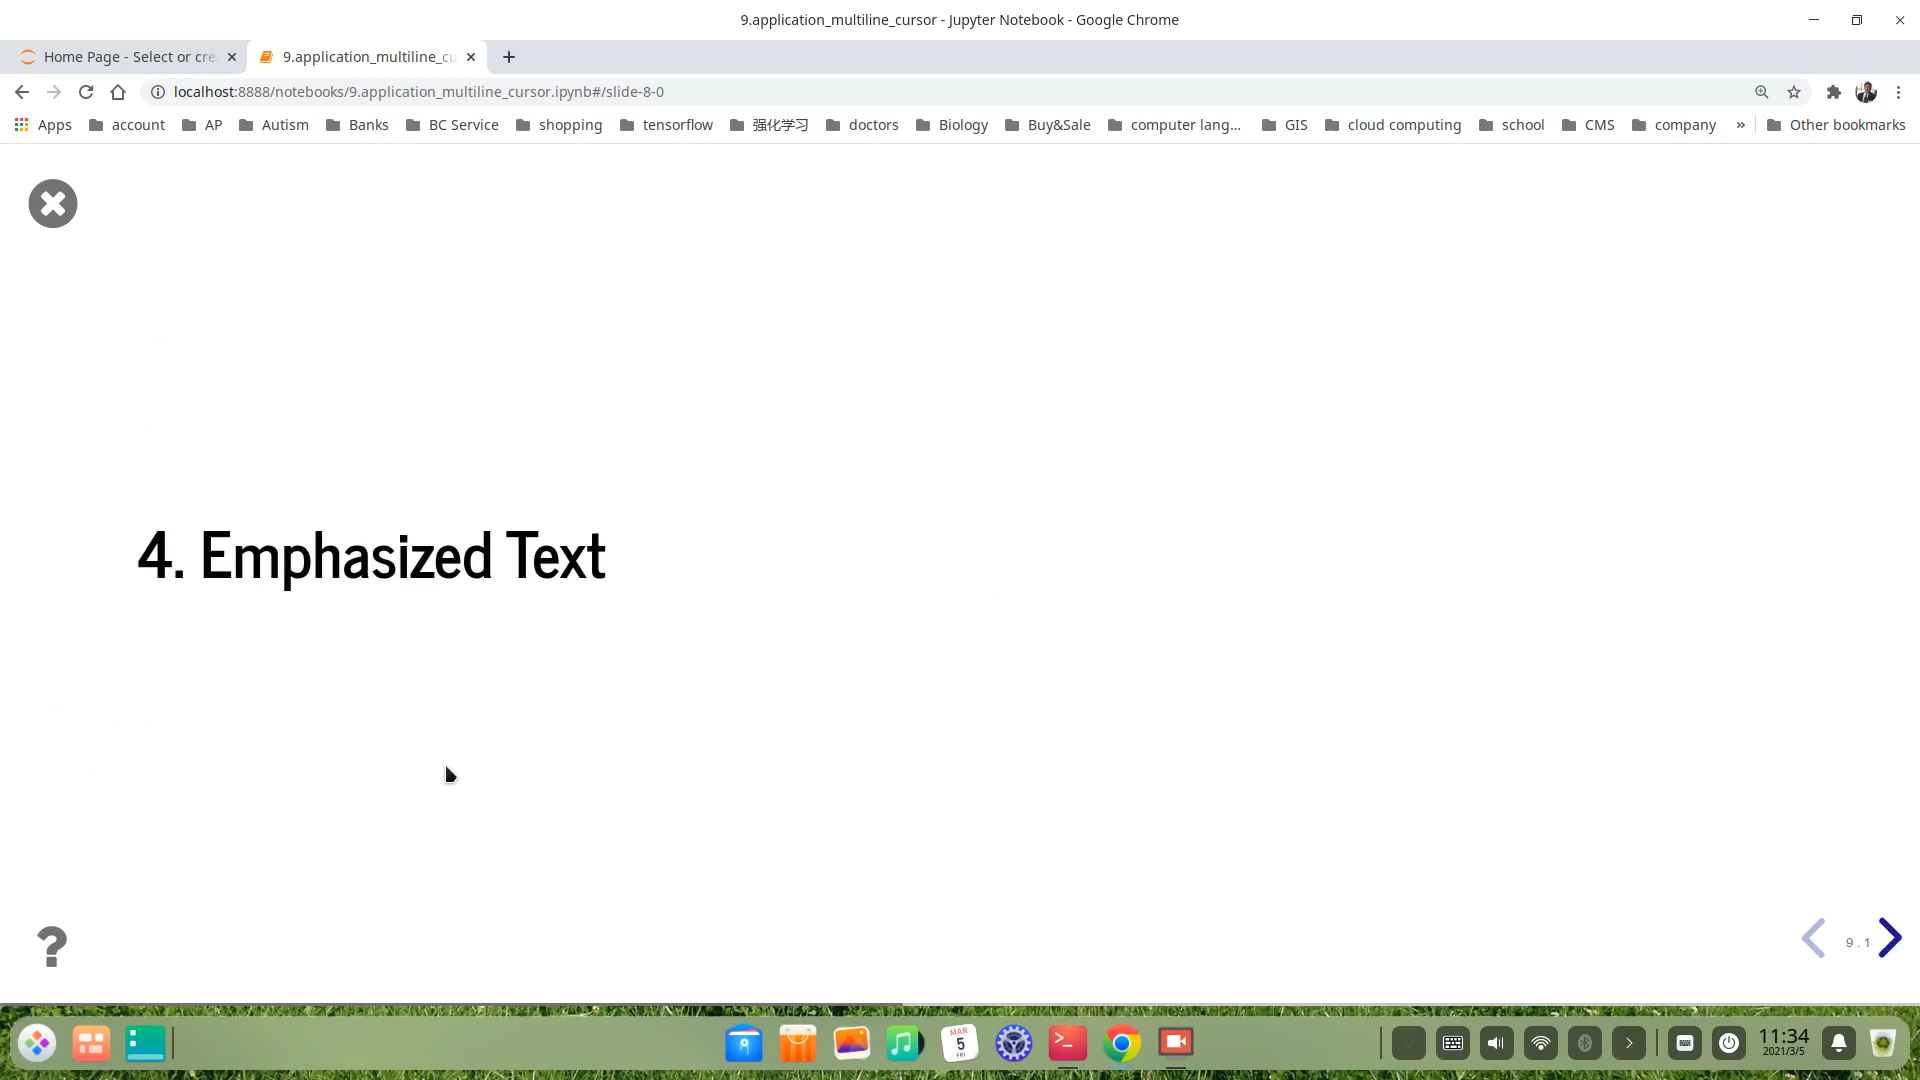 9.application_multiline_cursor - Jupyter Notebook - Google Chrome
Home Page - Select or cre
9.application_multiline_cu
localhost:8888/notebooks/9.application_multiline_cursor.ipynb#/slide-8-0
Apps account AP Autism Banks BC Service shopping tensorflow 强化学习 doctors Biology Buy&Sale computer lang... GIS cloud computing school CMS company » Other bookmarks
4. Emphasized Text
?
9.1
MAR
5
FRI
11:34
2021/3/5